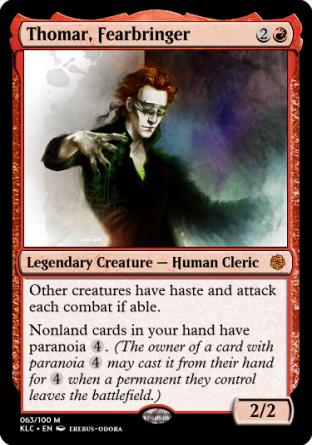 Thomar, Fearbringer 2
Legendary Creature — Human Cleric
Other creatures have haste and attack
each combat if able.
Nonland cards in your hand have
paranoia 4. (The owner of a card with
paranoia 4 may cast it from their hand
for 4 when a permanent they control
leaves the battlefield.)
2/2
063/100 M
KLC • EN EREBUS-ODORA